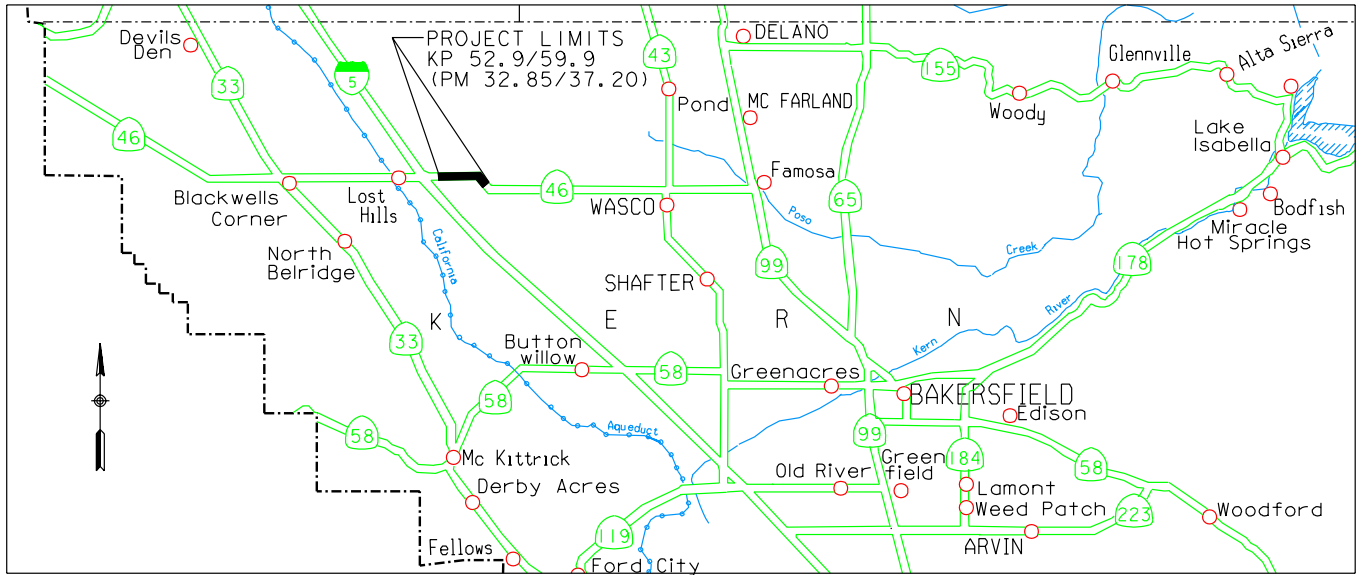 Devils
Den
PROJECT LIMITS
KP 52.9/59.9
(PM 32.85/37.20)
43
DELANO
155
Glennville
Alta Sierra
33
5
Pond
MC FARLAND
Woody
46
Lake
Isabella
Blackwells
Corner
Lost
Hills
46
WASCO
Famosa
65
Poso
Creek
Bodfish
Miracle
Hot Springs
North
Belridge
California
SHAFTER
99
178
K E R N
Kern
River
33
Button
willow
58
Greenacres
BAKERSFIELD
58
Edison
58
Aqueduct
99
Mc Kittrick
Old River
Green
field
184
58
Derby Acres
Lamont
Weed Patch
223
Woodford
119
Fellows
Ford City
ARVIN